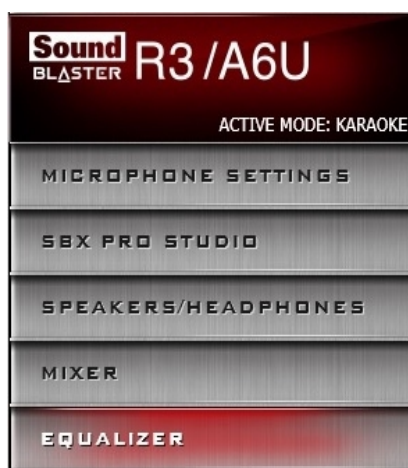 Sound BLASTER R3 /A6U
ACTIVE MODE: KARAOKE
MICROPHONE SETTINGS
SBX PRO STUDIO
SPEAKERS/HEADPHONES
MIXER
EQUALIZER